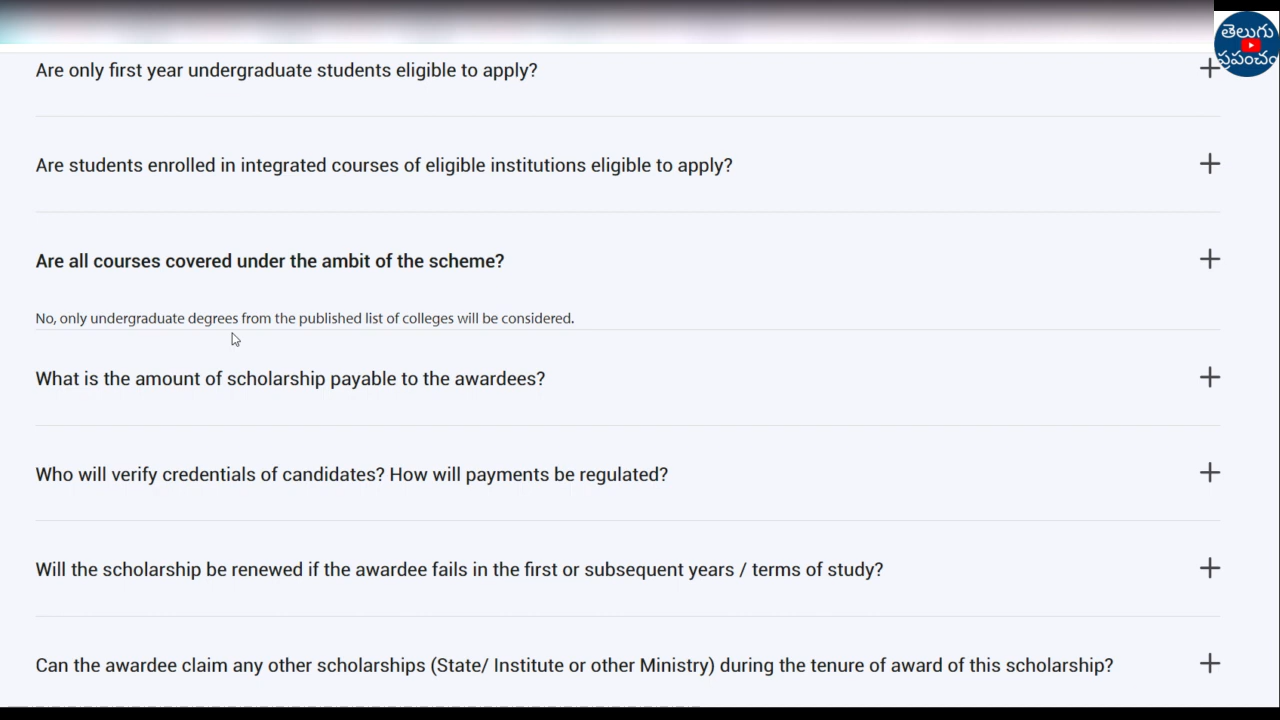 తెలుగు
ప్రపంచం
Are only first year undergraduate students eligible to apply?
Are students enrolled in integrated courses of eligible institutions eligible to apply?
Are all courses covered under the ambit of the scheme?
No, only undergraduate degrees from the published list of colleges will be considered.
What is the amount of scholarship payable to the awardees?
Who will verify credentials of candidates? How will payments be regulated?
Will the scholarship be renewed if the awardee fails in the first or subsequent years / terms of study?
Can the awardee claim any other scholarships (State/ Institute or other Ministry) during the tenure of award of this scholarship?